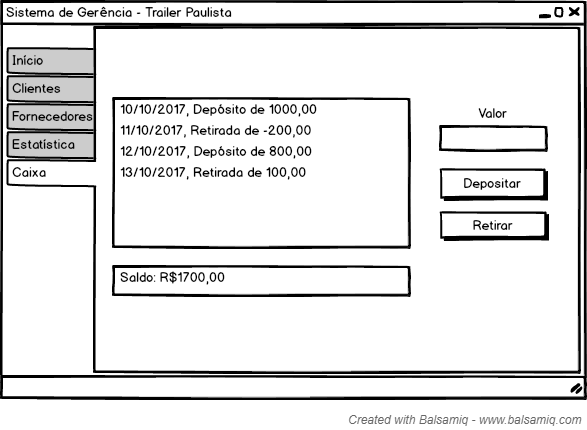 Sistema de Gerência - Trailer Paulista
Início
Clientes
Fornecedores
Estatística
Caixa
10/10/2017, Depósito de 1000,00
11/10/2017, Retirada de -200,00
12/10/2017, Depósito de 800,00
13/10/2017, Retirada de 100,00
Saldo: R$1700,00
Valor
Depositar
Retirar
Created with Balsamiq - www.balsamiq.com